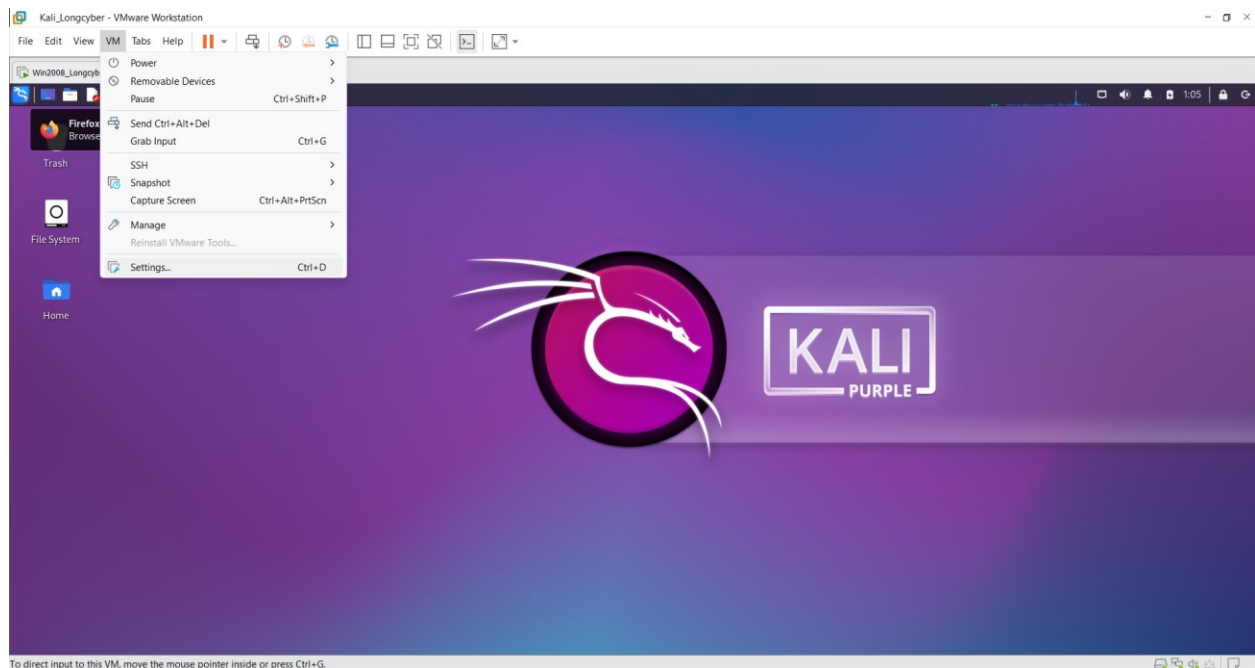 Kali_Longcyber - VMware Workstation
File Edit View VM Tabs Help
Win2008_Longcyb
Power
Removable Devices
Pause Ctrl+Shift+P
Send Ctrl+Alt+Del
Grab Input Ctrl+G
SSH
Snapshot
Capture Screen Ctrl+Alt+PrtScn
Manage
Reinstall VMware Tools...
Settings... Ctrl+D
1:05
Firefox
Browse
Trash
File System
Home
KALI
PURPLE
To direct input to this VM, move the mouse pointer inside or press Ctrl+G.